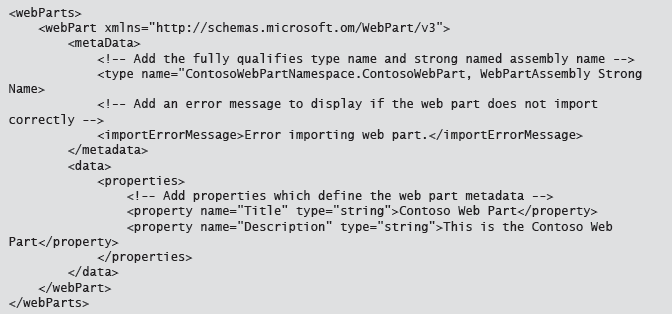 <webParts>
<webPart xmlns="http://schemas.microsoft.om/WebPart/v3">
<metaData>
<!-- Add the fully qualifies type name and strong named assembly name -->
<type name="ContosoWebPartNamespace.ContosoWebPart, WebPartAssembly Strong
Name>
<!-- Add an error message to display if the web part does not import
correctly -->
<importErrorMessage>Error importing web part.</importErrorMessage>
</metadata>
<data>
<properties>
<!-- Add properties which define the web part metadata -->
<property name="Title" type="string">Contoso Web Part</property>
<property name="Description" type="string">This is the Contoso Web
Part</property>
</properties>
</data>
</webPart>
</webParts>